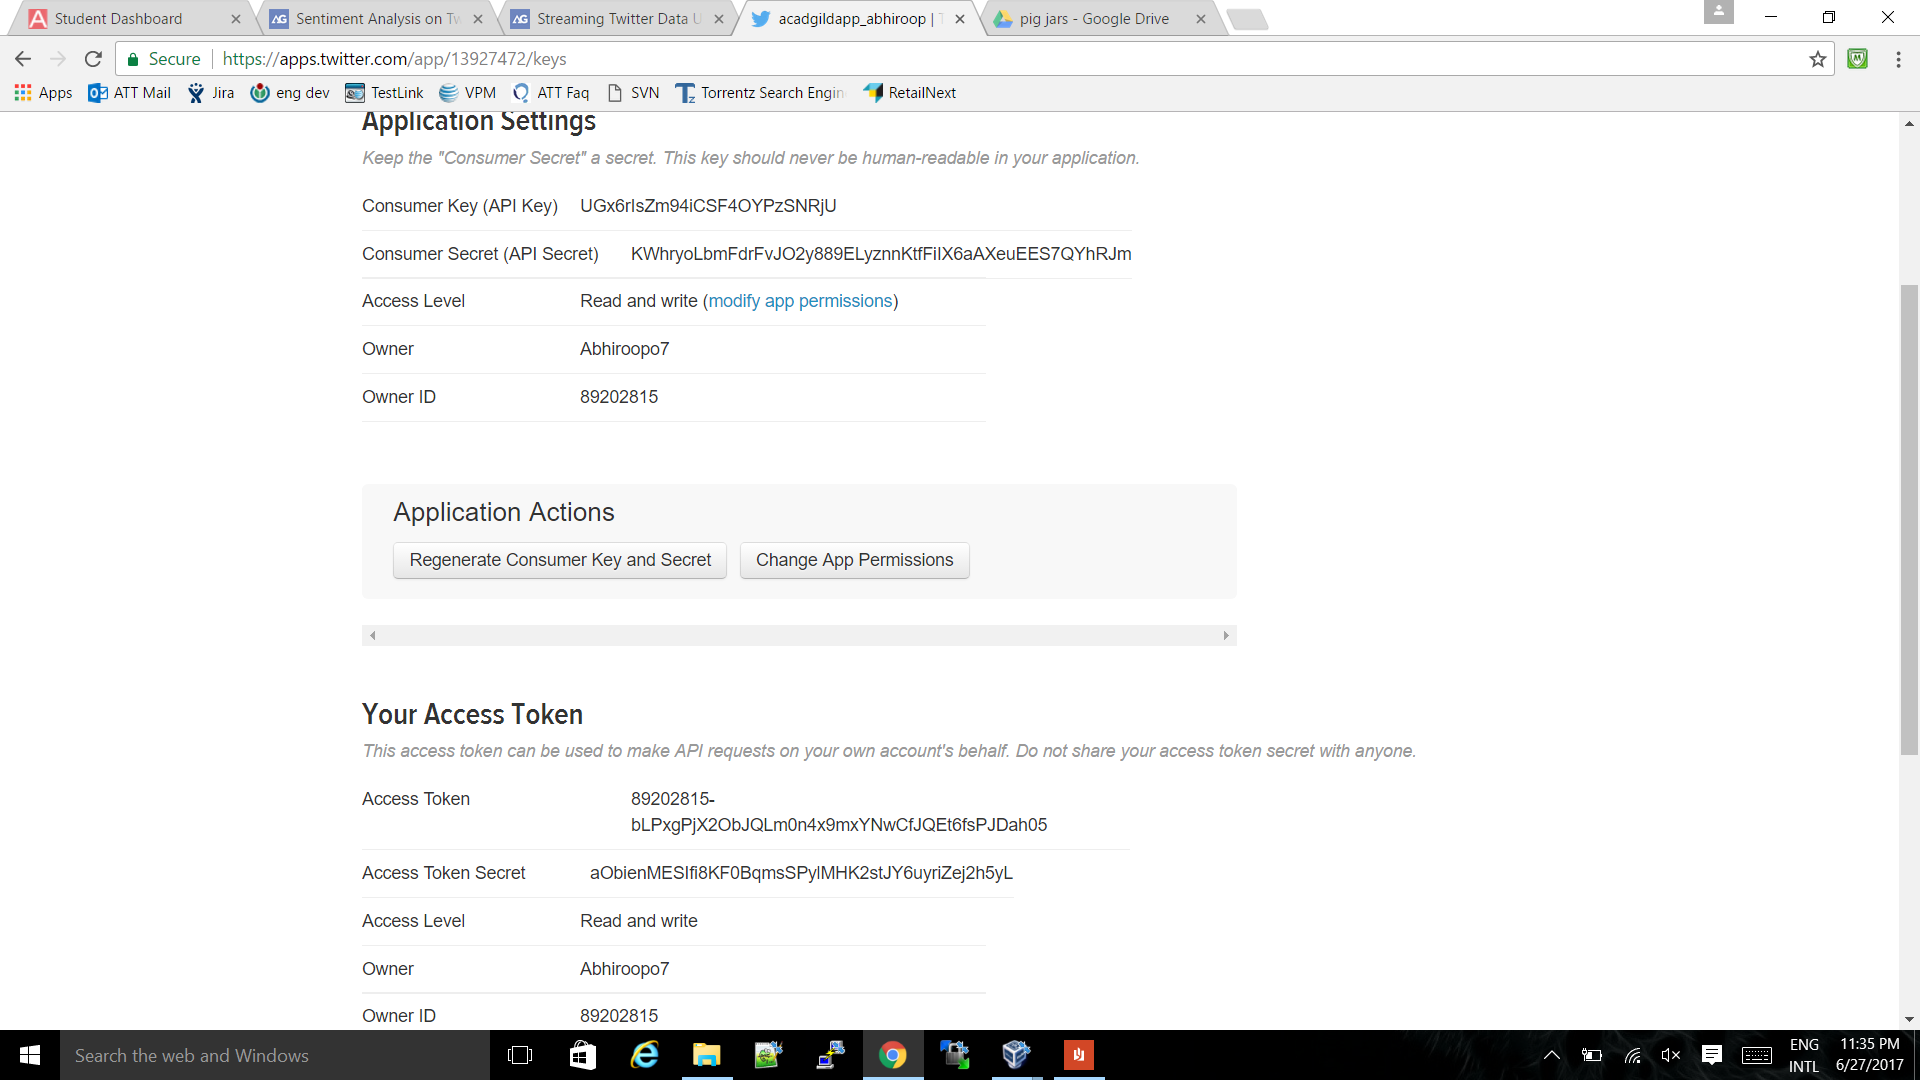 Student Dashboard
Sentiment Analysis on Tw
Streaming Twitter Data U
acadgildapp_abhiroop | T
pig jars - Google Drive
Secure
https://apps.twitter.com/app/13927472/keys
Apps
ATT Mail
Jira
eng dev
TestLink
VPM
ATT Faq
SVN
Torrentz Search Engin
RetailNext
Application Settings
Keep the "Consumer Secret" a secret. This key should never be human-readable in your application.
Consumer Key (API Key)
Consumer Secret (API Secret)
Access Level Read and write (modify app permissions)
Owner Abhiroopo7
Owner ID 89202815
Application Actions
Regenerate Consumer Key and Secret
Change App Permissions
Your Access Token
This access token can be used to make API requests on your own account's behalf. Do not share your access token secret with anyone.
Access Token 89202815-
bLPxgPjX2ObJQLm0n4x9mxYNwCfJQEt6fsPJDah05
Access Token Secret
Access Level Read and write
Owner Abhiroopo7
Owner ID 89202815
Search the web and Windows
ENG
INTL
11:35 PM
6/27/2017